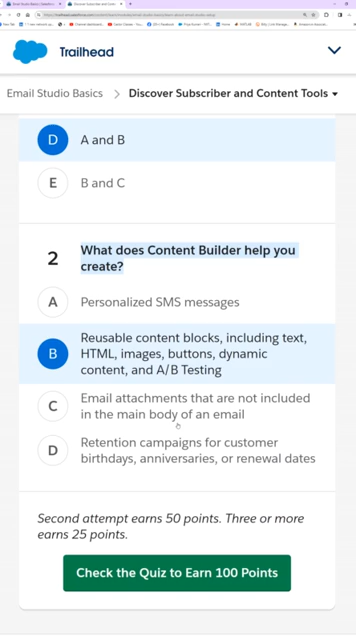 Trailhead
Email Studio Basics
Discover Subscriber and Content Tools
D A and B
E B and C
2 What does Content Builder help you
create?
A Personalized SMS messages
Reusable content blocks, including text,
B HTML, images, buttons, dynamic
content, and A/B Testing
C Email attachments that are not included
in the main body of an email
D Retention campaigns for customer
birthdays, anniversaries, or renewal dates
Second attempt earns 50 points. Three or more
earns 25 points.
Check the Quiz to Earn 100 Points